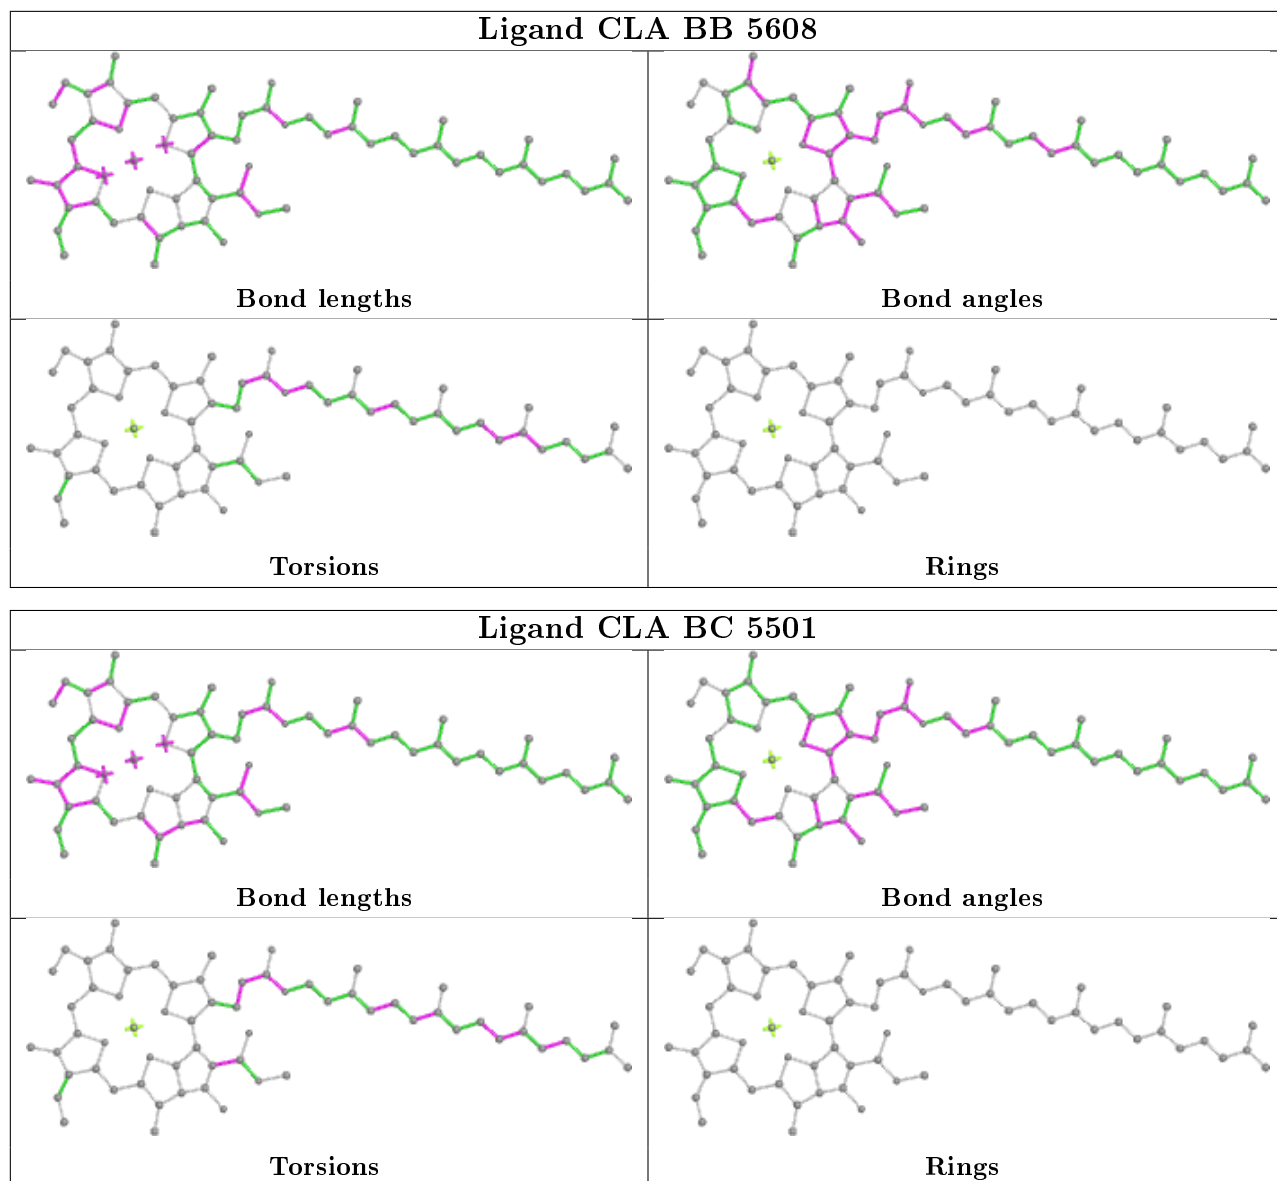 Ligand CLA BB 5608
Bond lengths
Bond angles
Torsions
Rings
Ligand CLA BC 5501
Bond lengths
Bond angles
Torsions
Rings